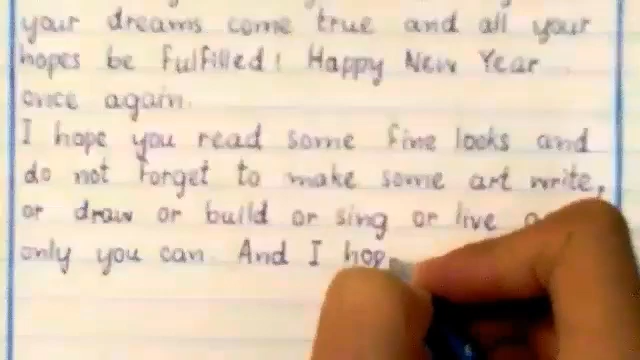 your dreams come true and all your
hopes be fulfilled! Happy New Year
once again.
I hope you read some fine looks and
do not forget to make some art write,
or draw or build or sing or live
only you can. And I hop